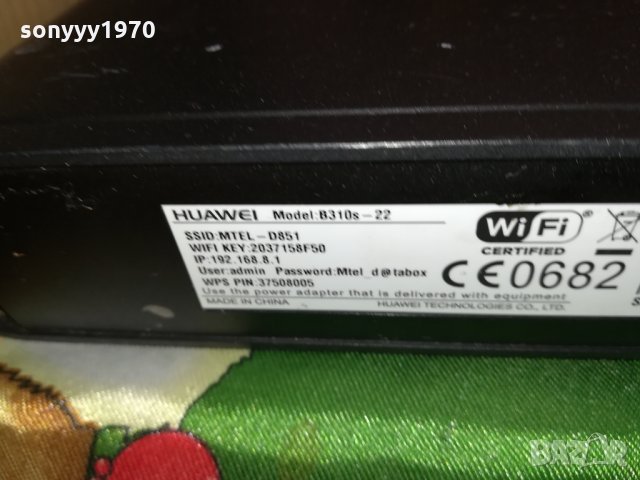 sonyyy1970
HUAWEI Model:B310s-22
SSID:MTEL-D851
WIFI KEY:2037158F50
IP:192.168.8.1
User:admin Password:Mtel_d@tabox
WPS PIN:37508005
Use the power adapter that is delivered with equipment
MADE IN CHINA HUAWEI TECHNOLOGIES CO., LTD.
WiFi
CERTIFIED
CE0682
BAZAR